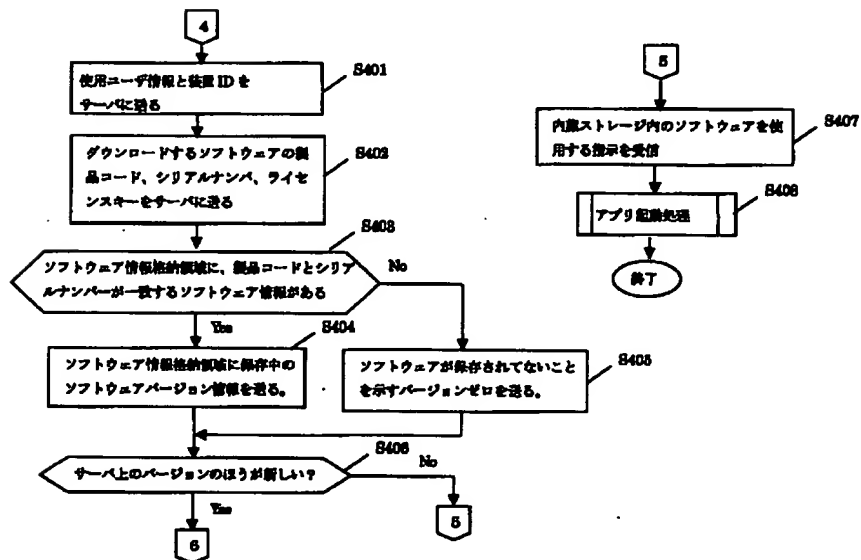 4
使用ユーザ情報と装置 ID を
サーバに送る
S401
ダウンロードするソフトウェアの製
品コード、シリアルナンバ、ライセ
ンスキーをサーバに送る
S402
S403
ソフトウェア情報格納領域に、製品コードとシリア
ルナンバーが一致するソフトウェア情報がある
No
Yes
S404
ソフトウェア情報格納領域に保存中の
ソフトウェアバージョン情報を送る。
ソフトウェアが保存されてないこと
を示すバージョンゼロを送る。
S405
S406
サーバ上のバージョンのほうが新しい？
No
Yes
5
6
5
内蔵ストレージ内のソフトウェアを使
用する指示を受信
S407
アプリ起動処理
S408
終了